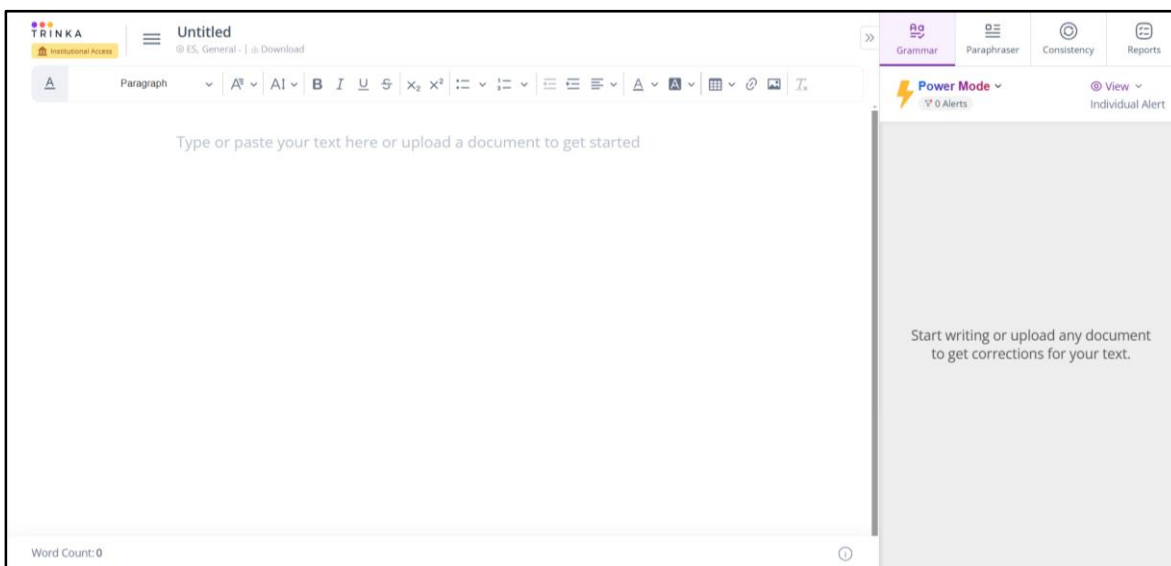 TRINKA
Institutional Access
Untitled
ES, General - | Download
Paragraph
B I U S X₂ X²
Type or paste your text here or upload a document to get started
Word Count: 0
Grammar
Paraphraser
Consistency
Reports
Power Mode
0 Alerts
View
Individual Alert
Start writing or upload any document
to get corrections for your text.